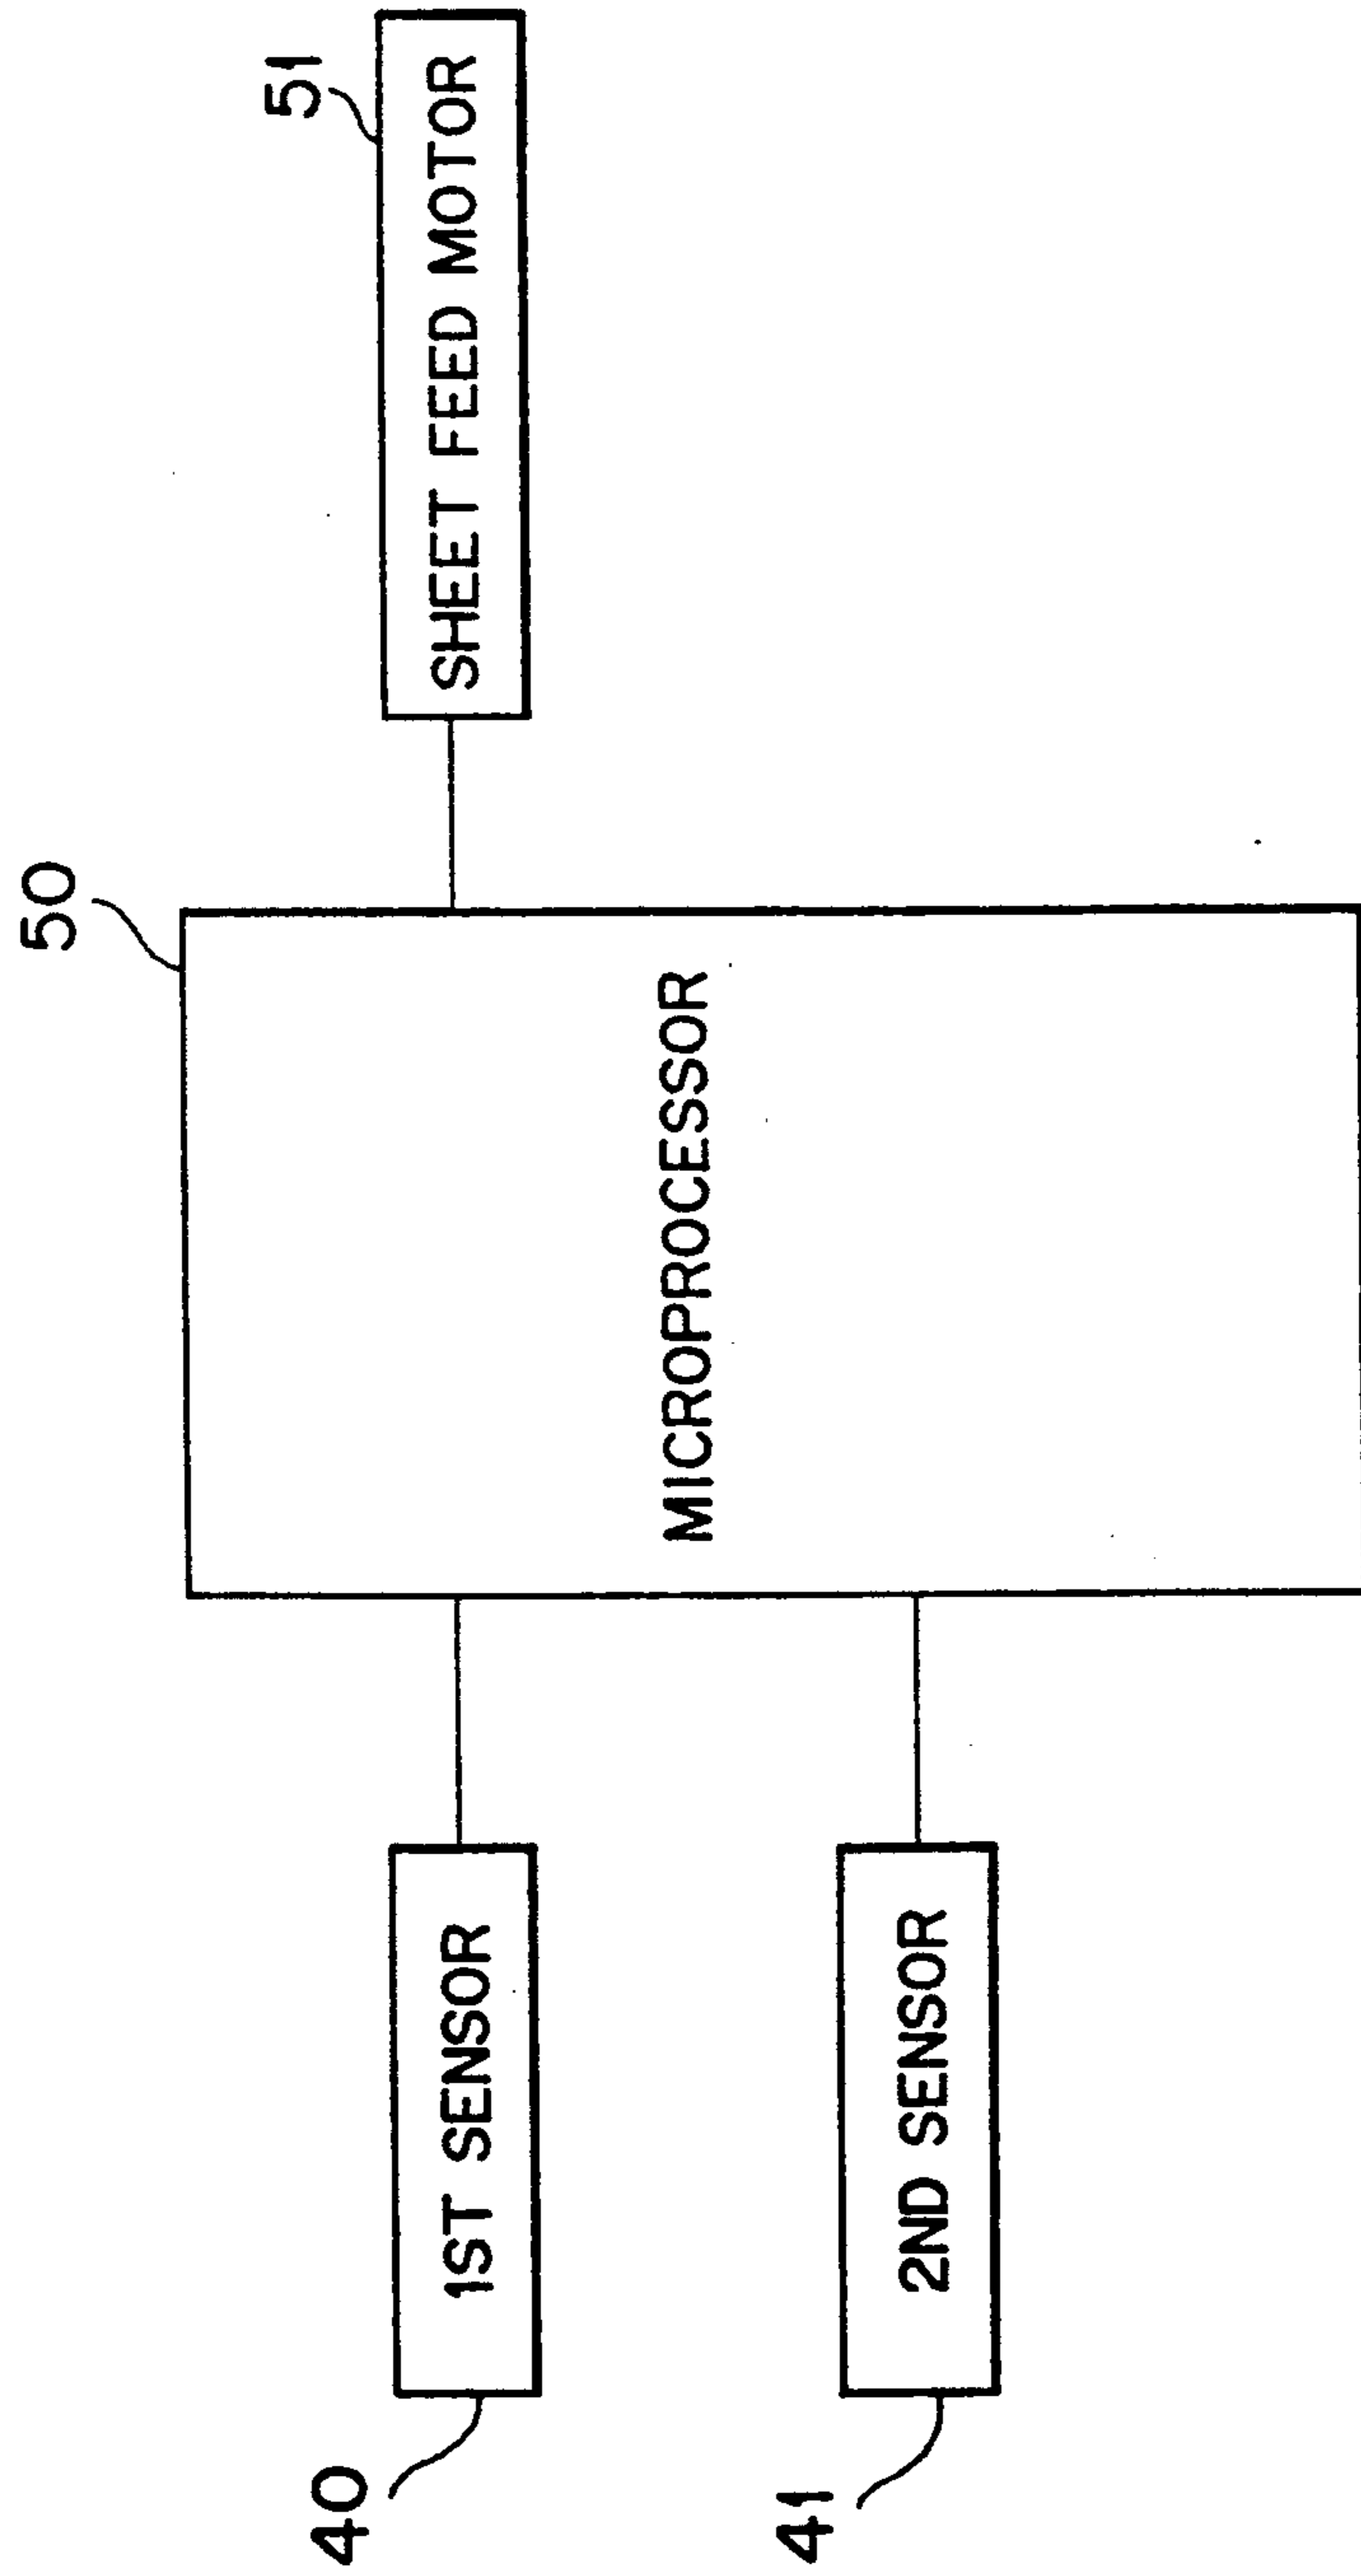 50
51
SHEET FEED MOTOR
MICROPROCESSOR
40
1ST SENSOR
41
2ND SENSOR